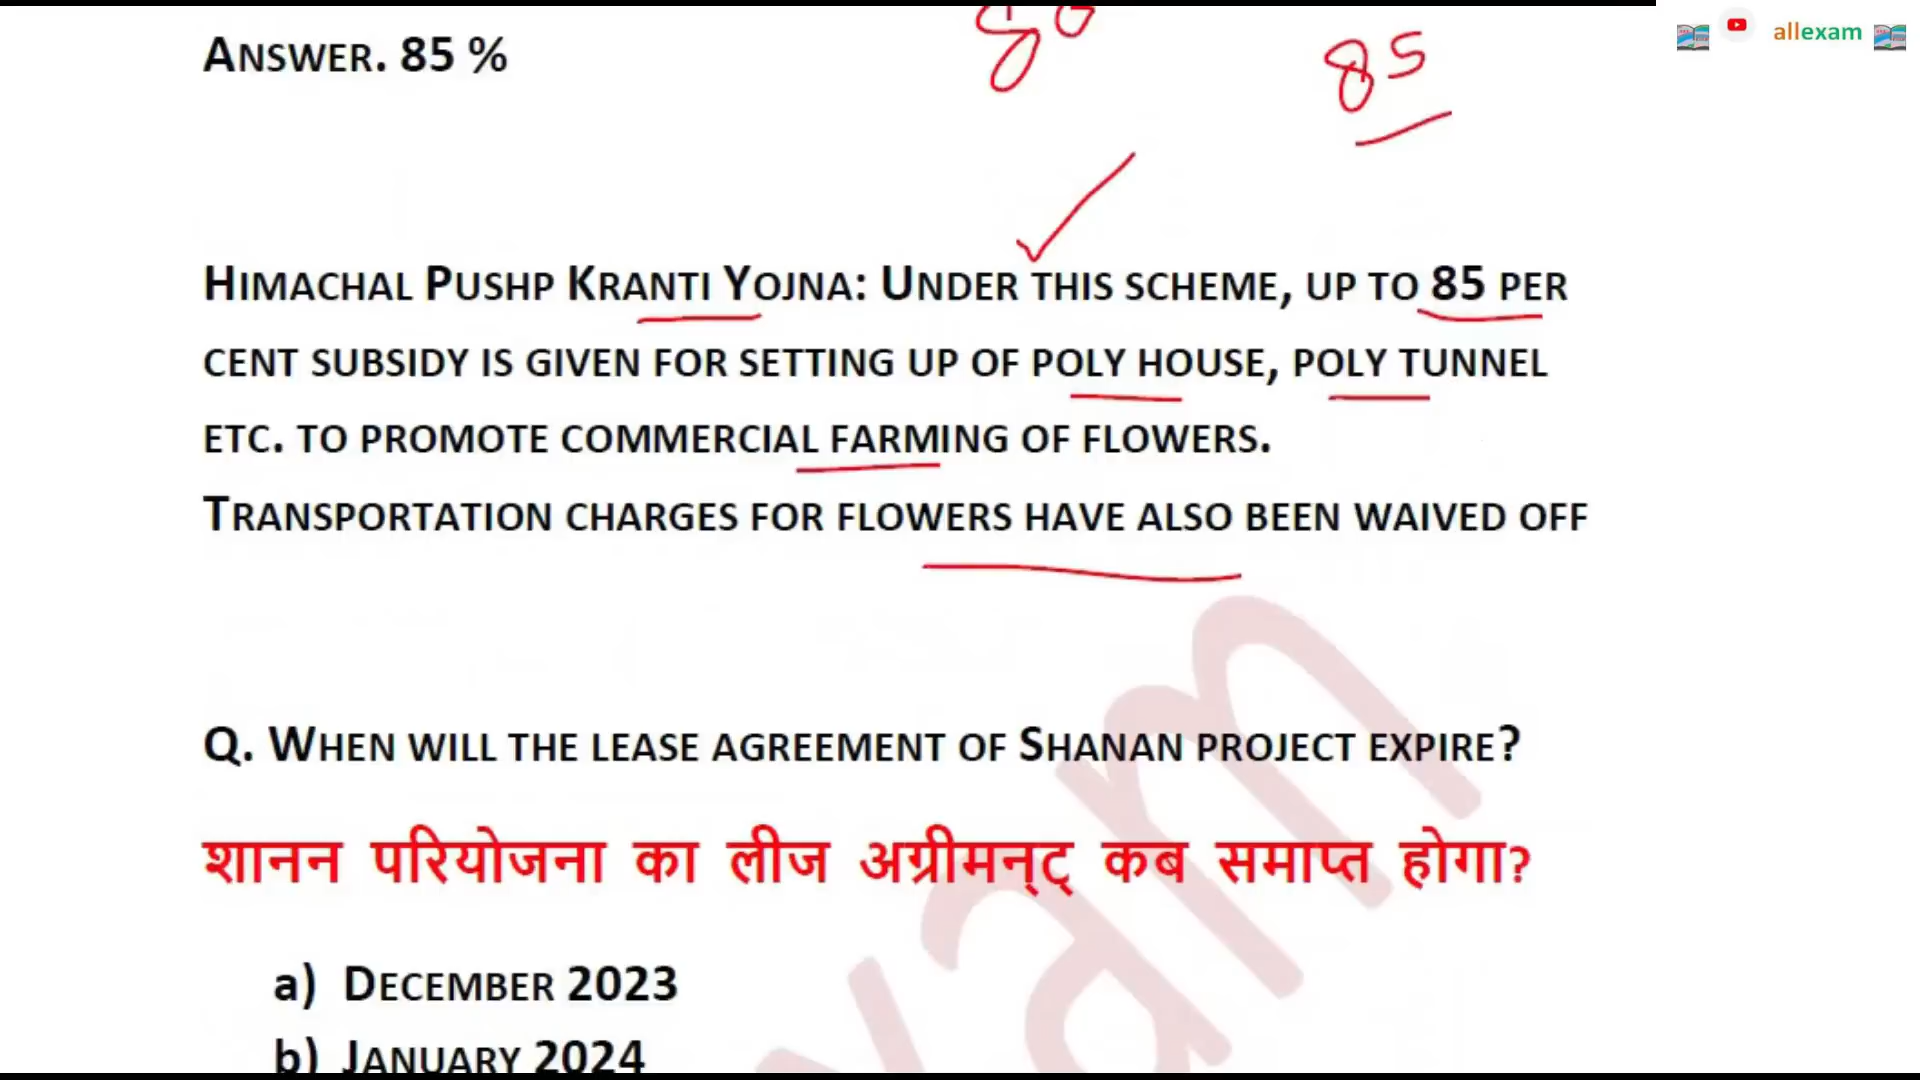 80
85
allexam
ANSWER. 85 %
HIMACHAL PUSHP KRANTI YOJNA: UNDER THIS SCHEME, UP TO 85 PER
CENT SUBSIDY IS GIVEN FOR SETTING UP OF POLY HOUSE, POLY TUNNEL
ETC. TO PROMOTE COMMERCIAL FARMING OF FLOWERS.
TRANSPORTATION CHARGES FOR FLOWERS HAVE ALSO BEEN WAIVED OFF
Q. WHEN WILL THE LEASE AGREEMENT OF SHANAN PROJECT EXPIRE?
शानन परियोजना का लीज अग्रीमन्ट् कब समाप्त होगा?
a) DECEMBER 2023
b) JANUARY 2024